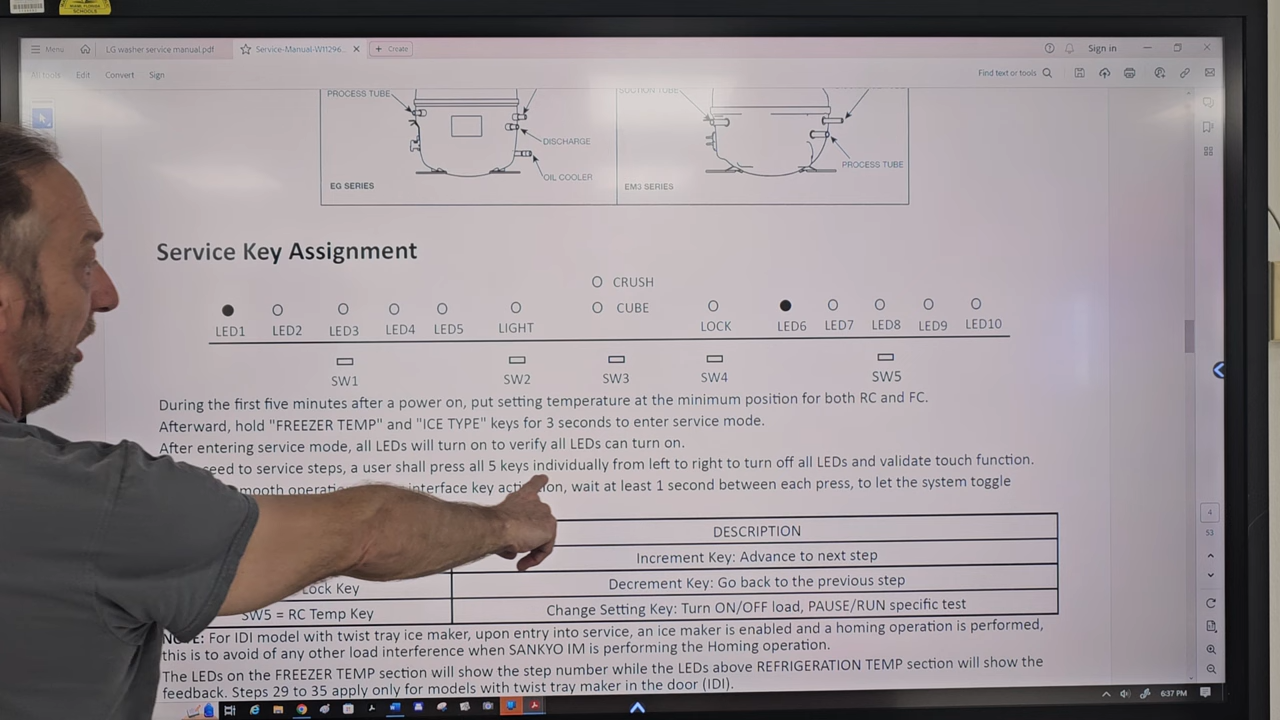 SCHOOLS
Menu
LG washer service manual.pdf
Service-Manual-W11296...
Create
Sign in
All tools
Edit
Convert
Sign
Find text or tools
PROCESS TUBE
SUCTION TUBE
DISCHARGE
OIL COOLER
PROCESS TUBE
EG SERIES
EM3 SERIES
Service Key Assignment
CRUSH
CUBE
LED1 LED2 LED3 LED4 LED5 LIGHT LOCK LED6 LED7 LED8 LED9 LED10
SW1 SW2 SW3 SW4 SW5
During the first five minutes after a power on, put setting temperature at the minimum position for both RC and FC.
Afterward, hold "FREEZER TEMP" and "ICE TYPE" keys for 3 seconds to enter service mode.
After entering service mode, all LEDs will turn on to verify all LEDs can turn on.
to service steps, a user shall press all 5 keys individually from left to right to turn off all LEDs and validate touch function.
interface key wait at least 1 second between each press, to let the system toggle
DESCRIPTION
Increment Key: Advance to next step
Lock Key Decrement Key: Go back to the previous step
SW5 = RC Temp Key Change Setting Key: Turn ON/OFF load, PAUSE/RUN specific test
NOTE: For IDI model with twist tray ice maker, upon entry into service, an ice maker is enabled and a homing operation is performed,
this is to avoid of any other load interference when SANKYO IM is performing the Homing operation.
The LEDs on the FREEZER TEMP section will show the step number while the LEDs above REFRIGERATION TEMP section will show the
feedback. Steps 29 to 35 apply only for models with twist tray maker in the door (IDI).
4
53
6:37 PM